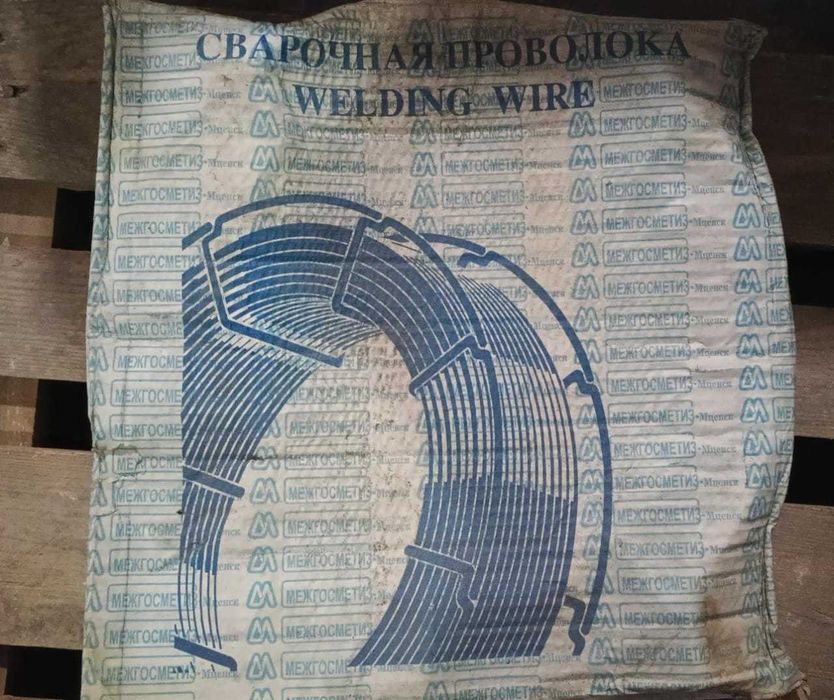 СВАРОЧНАЯ ПРОВОЛОКА
WELDING WIRE
МЕЖГОСМЕТИЗ-Мценск